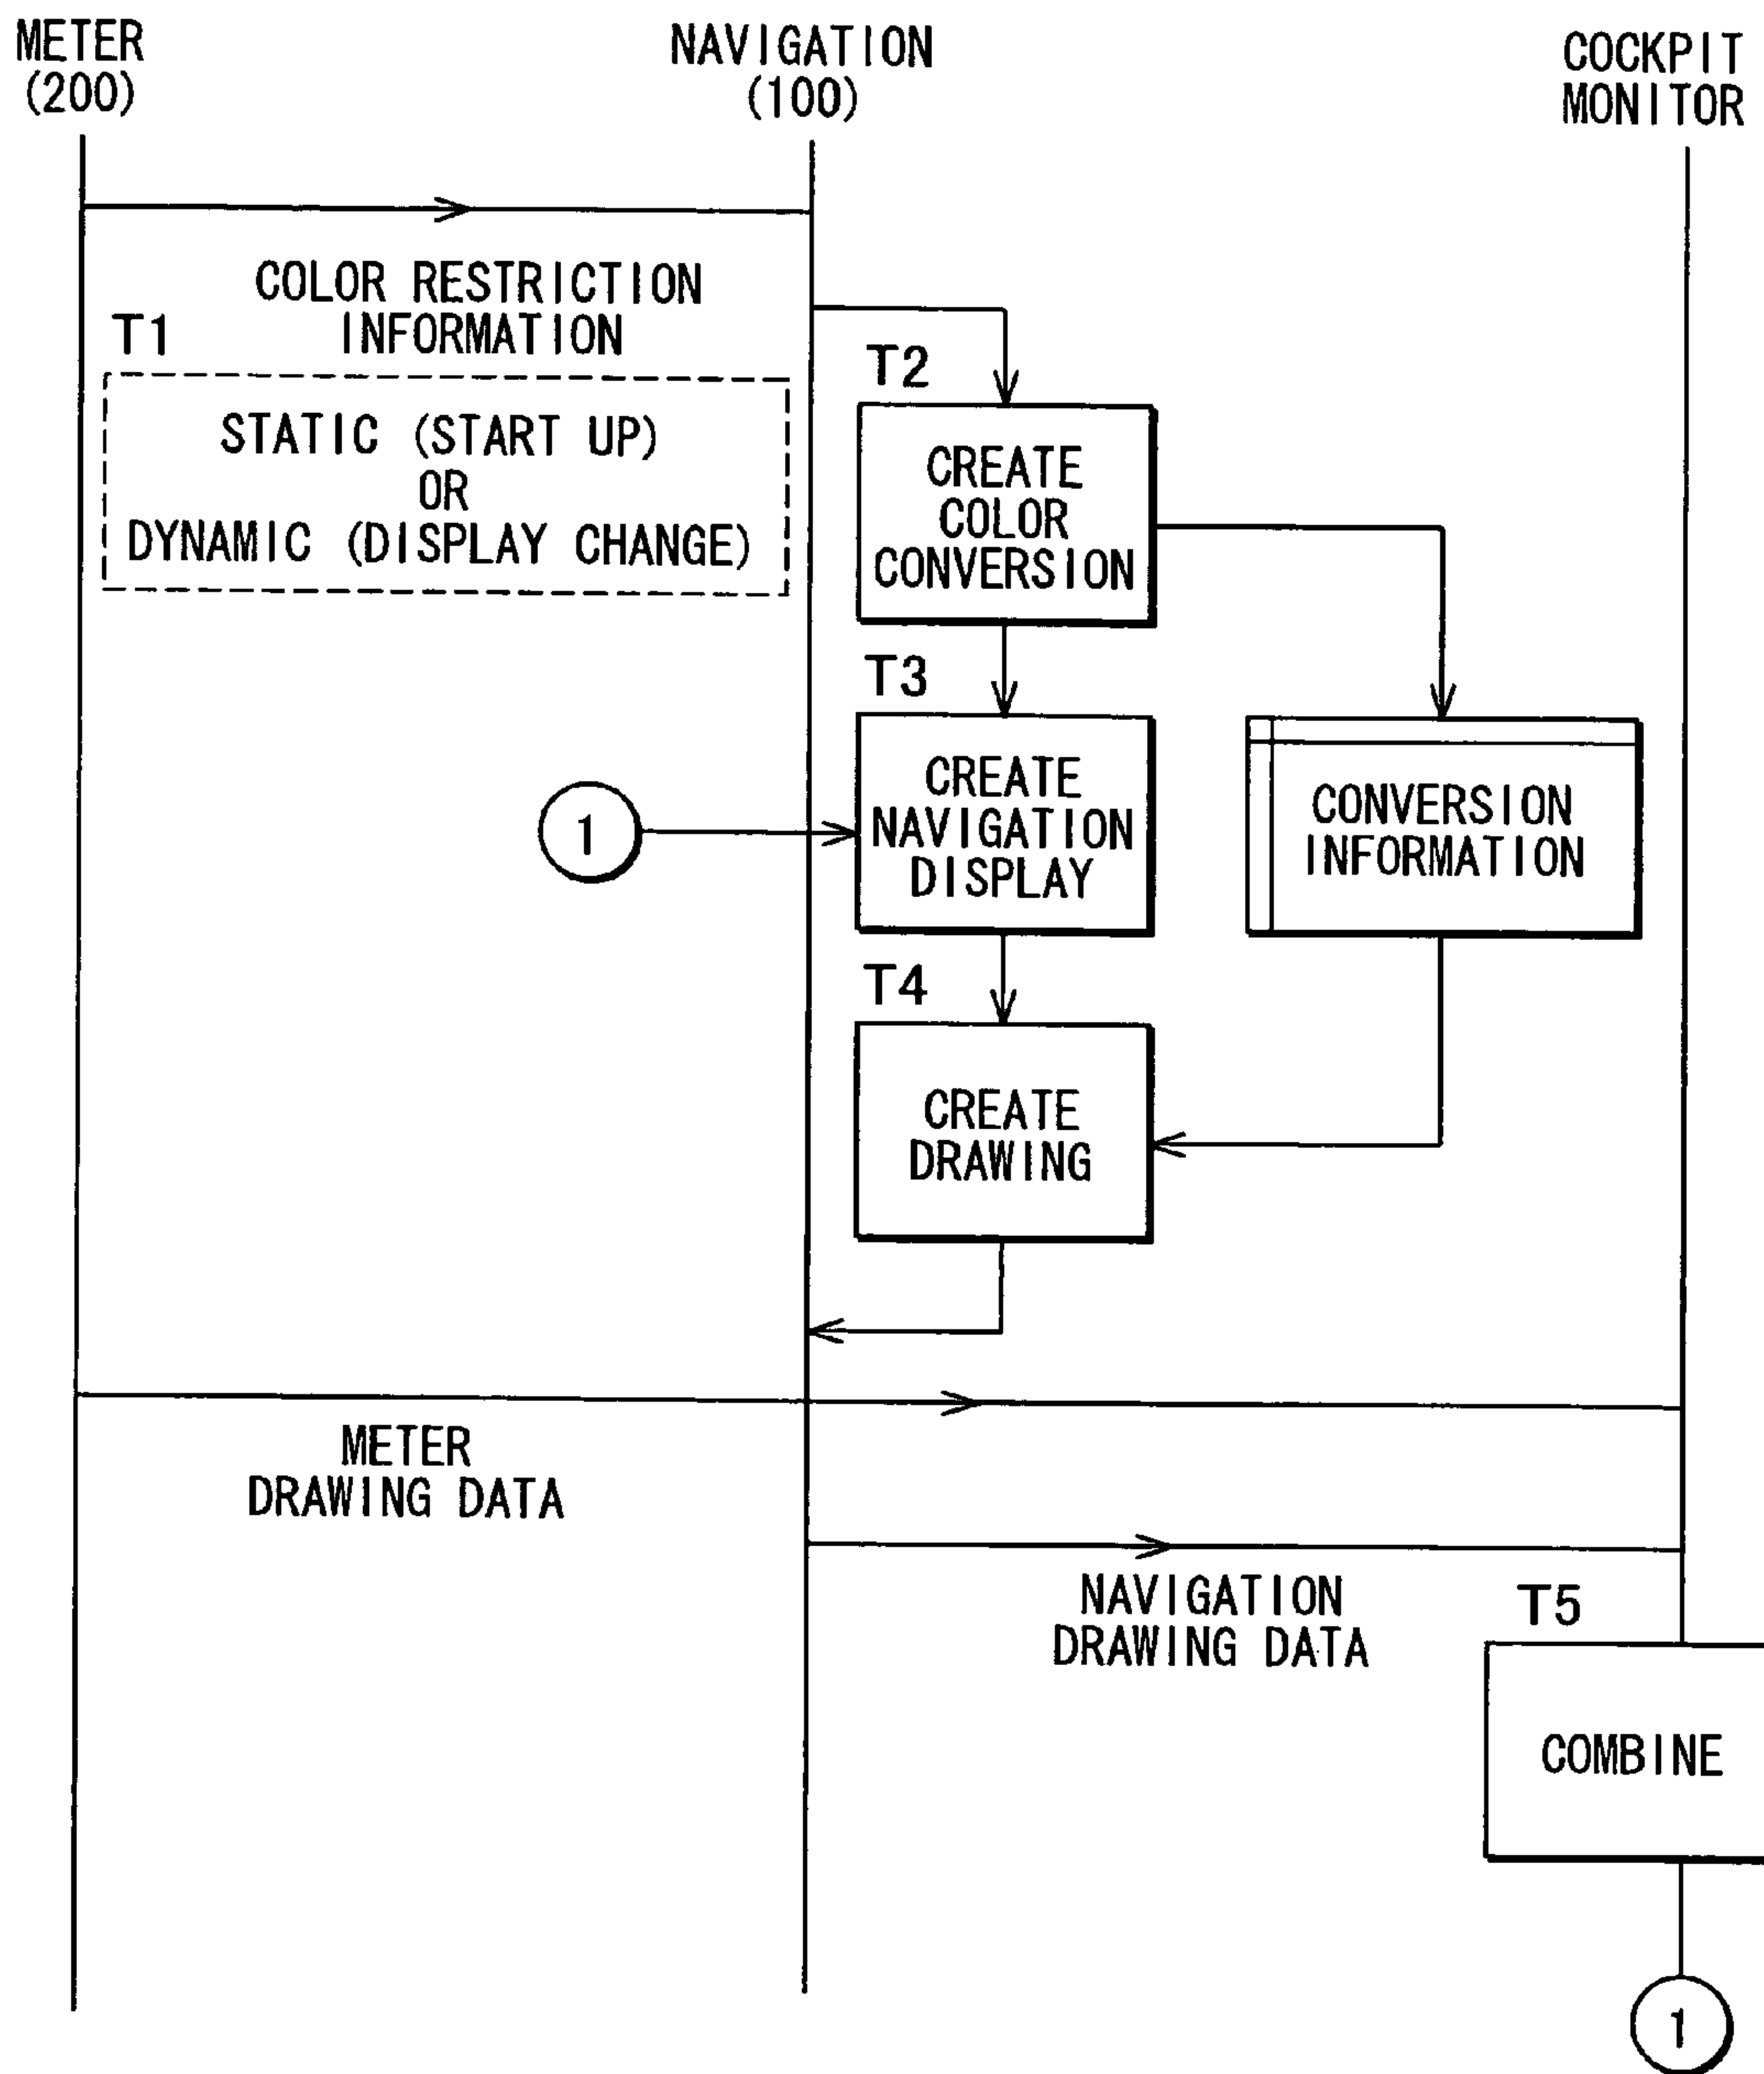 METER
(200)
NAVIGATION
(100)
COCKPIT
MONITOR
COLOR RESTRICTION
INFORMATION
T1
STATIC (START UP)
OR
DYNAMIC (DISPLAY CHANGE)
T2
CREATE
COLOR
CONVERSION
T3
CREATE
NAVIGATION
DISPLAY
CONVERSION
INFORMATION
1
T4
CREATE
DRAWING
METER
DRAWING DATA
NAVIGATION
DRAWING DATA
T5
COMBINE
1